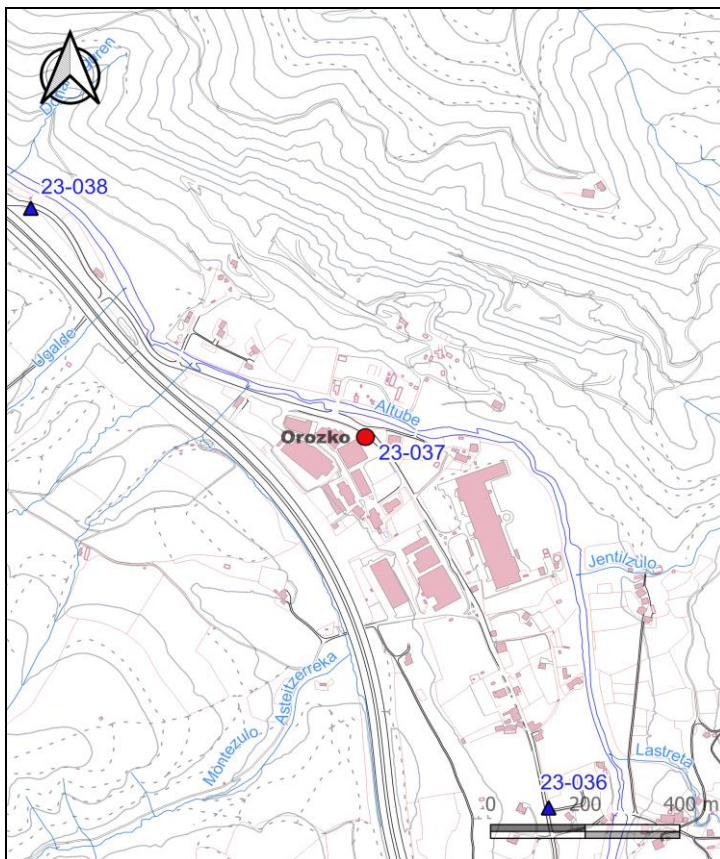 23-038
Ugalde
Altube
Orozko
23-037
Jentilzulo
Asteitzerreka
Montezulo
Lastreta
23-036
0 200 400 m